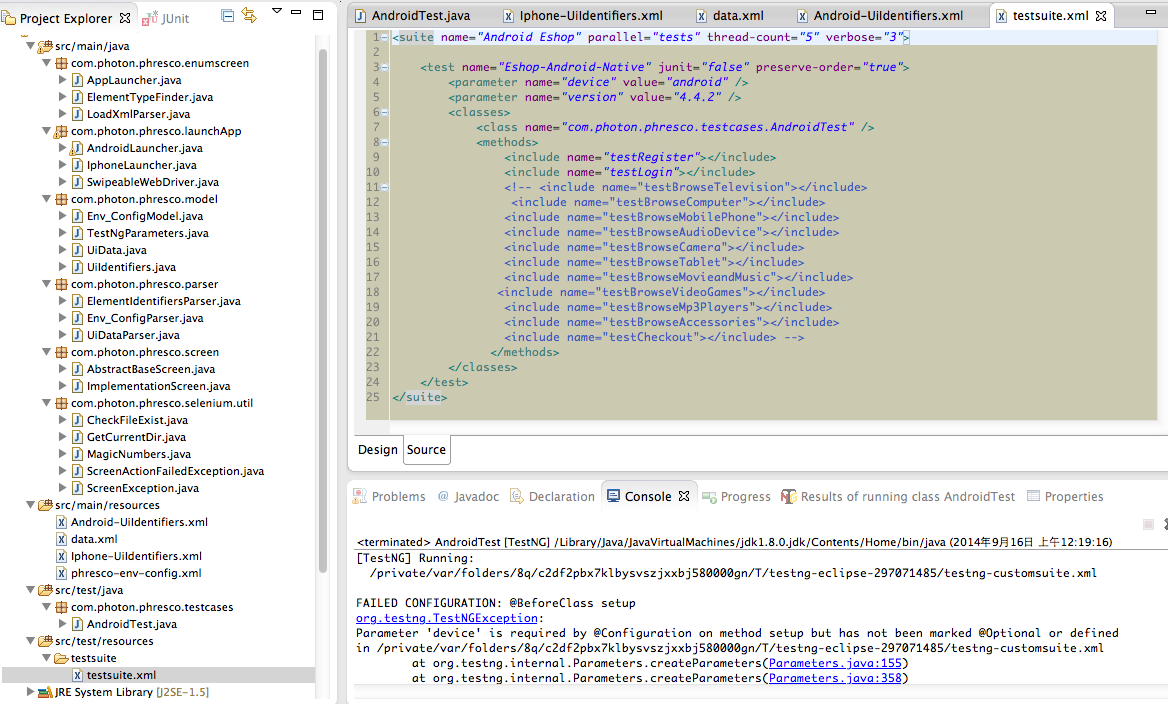 Project Explorer
JUnit
src/main/java
com.photon.phresco.enumscreen
AppLauncher.java
ElementTypeFinder.java
LoadXmlParser.java
com.photon.phresco.launchApp
AndroidLauncher.java
IphoneLauncher.java
SwipeableWebDriver.java
com.photon.phresco.model
Env_ConfigModel.java
TestNgParameters.java
UiData.java
UiIdentifiers.java
com.photon.phresco.parser
ElementIdentifiersParser.java
Env_ConfigParser.java
UiDataParser.java
com.photon.phresco.screen
AbstractBaseScreen.java
ImplementationScreen.java
com.photon.phresco.selenium.util
CheckFileExist.java
GetCurrentDir.java
MagicNumbers.java
ScreenActionFailedException.java
ScreenException.java
src/main/resources
Android-UiIdentifiers.xml
data.xml
Iphone-UiIdentifiers.xml
phresco-env-config.xml
src/test/java
com.photon.phresco.testcases
AndroidTest.java
src/test/resources
testsuite
testsuite.xml
JRE System Library [J2SE-1.5]
AndroidTest.java Iphone-UiIdentifiers.xml data.xml Android-UiIdentifiers.xml testsuite.xml
1 <suite name="Android Eshop" parallel="tests" thread-count="5" verbose="3">
2
3 <test name="Eshop-Android-Native" junit="false" preserve-order="true">
4 <parameter name="device" value="android" />
5 <parameter name="version" value="4.4.2" />
6 <classes>
7 <class name="com.photon.phresco.testcases.AndroidTest" />
8 <methods>
9 <include name="testRegister"></include>
10 <include name="testLogin"></include>
11 <!-- <include name="testBrowseTelevision"></include>
12 <include name="testBrowseComputer"></include>
13 <include name="testBrowseMobilePhone"></include>
14 <include name="testBrowseAudioDevice"></include>
15 <include name="testBrowseCamera"></include>
16 <include name="testBrowseTablet"></include>
17 <include name="testBrowseMovieandMusic"></include>
18 <include name="testBrowseVideoGames"></include>
19 <include name="testBrowseMp3Players"></include>
20 <include name="testBrowseAccessories"></include>
21 <include name="testCheckout"></include> -->
22 </methods>
23 </classes>
24 </test>
25 </suite>
Design Source
Problems @ Javadoc Declaration Console Progress Results of running class AndroidTest Properties
<terminated> AndroidTest [TestNG] /Library/Java/JavaVirtualMachines/jdk1.8.0.jdk/Contents/Home/bin/java (2014年9月16日 上午12:19:16)
[TestNG] Running:
/private/var/folders/8q/c2df2pbx7klbysvszjxxbj580000gn/T/testng-eclipse-297071485/testng-customsuite.xml
FAILED CONFIGURATION: @BeforeClass setup
org.testng.TestNGException:
Parameter 'device' is required by @Configuration on method setup but has not been marked @Optional or defined
in /private/var/folders/8q/c2df2pbx7klbysvszjxxbj580000gn/T/testng-eclipse-297071485/testng-customsuite.xml
at org.testng.internal.Parameters.createParameters(Parameters.java:155)
at org.testng.internal.Parameters.createParameters(Parameters.java:358)